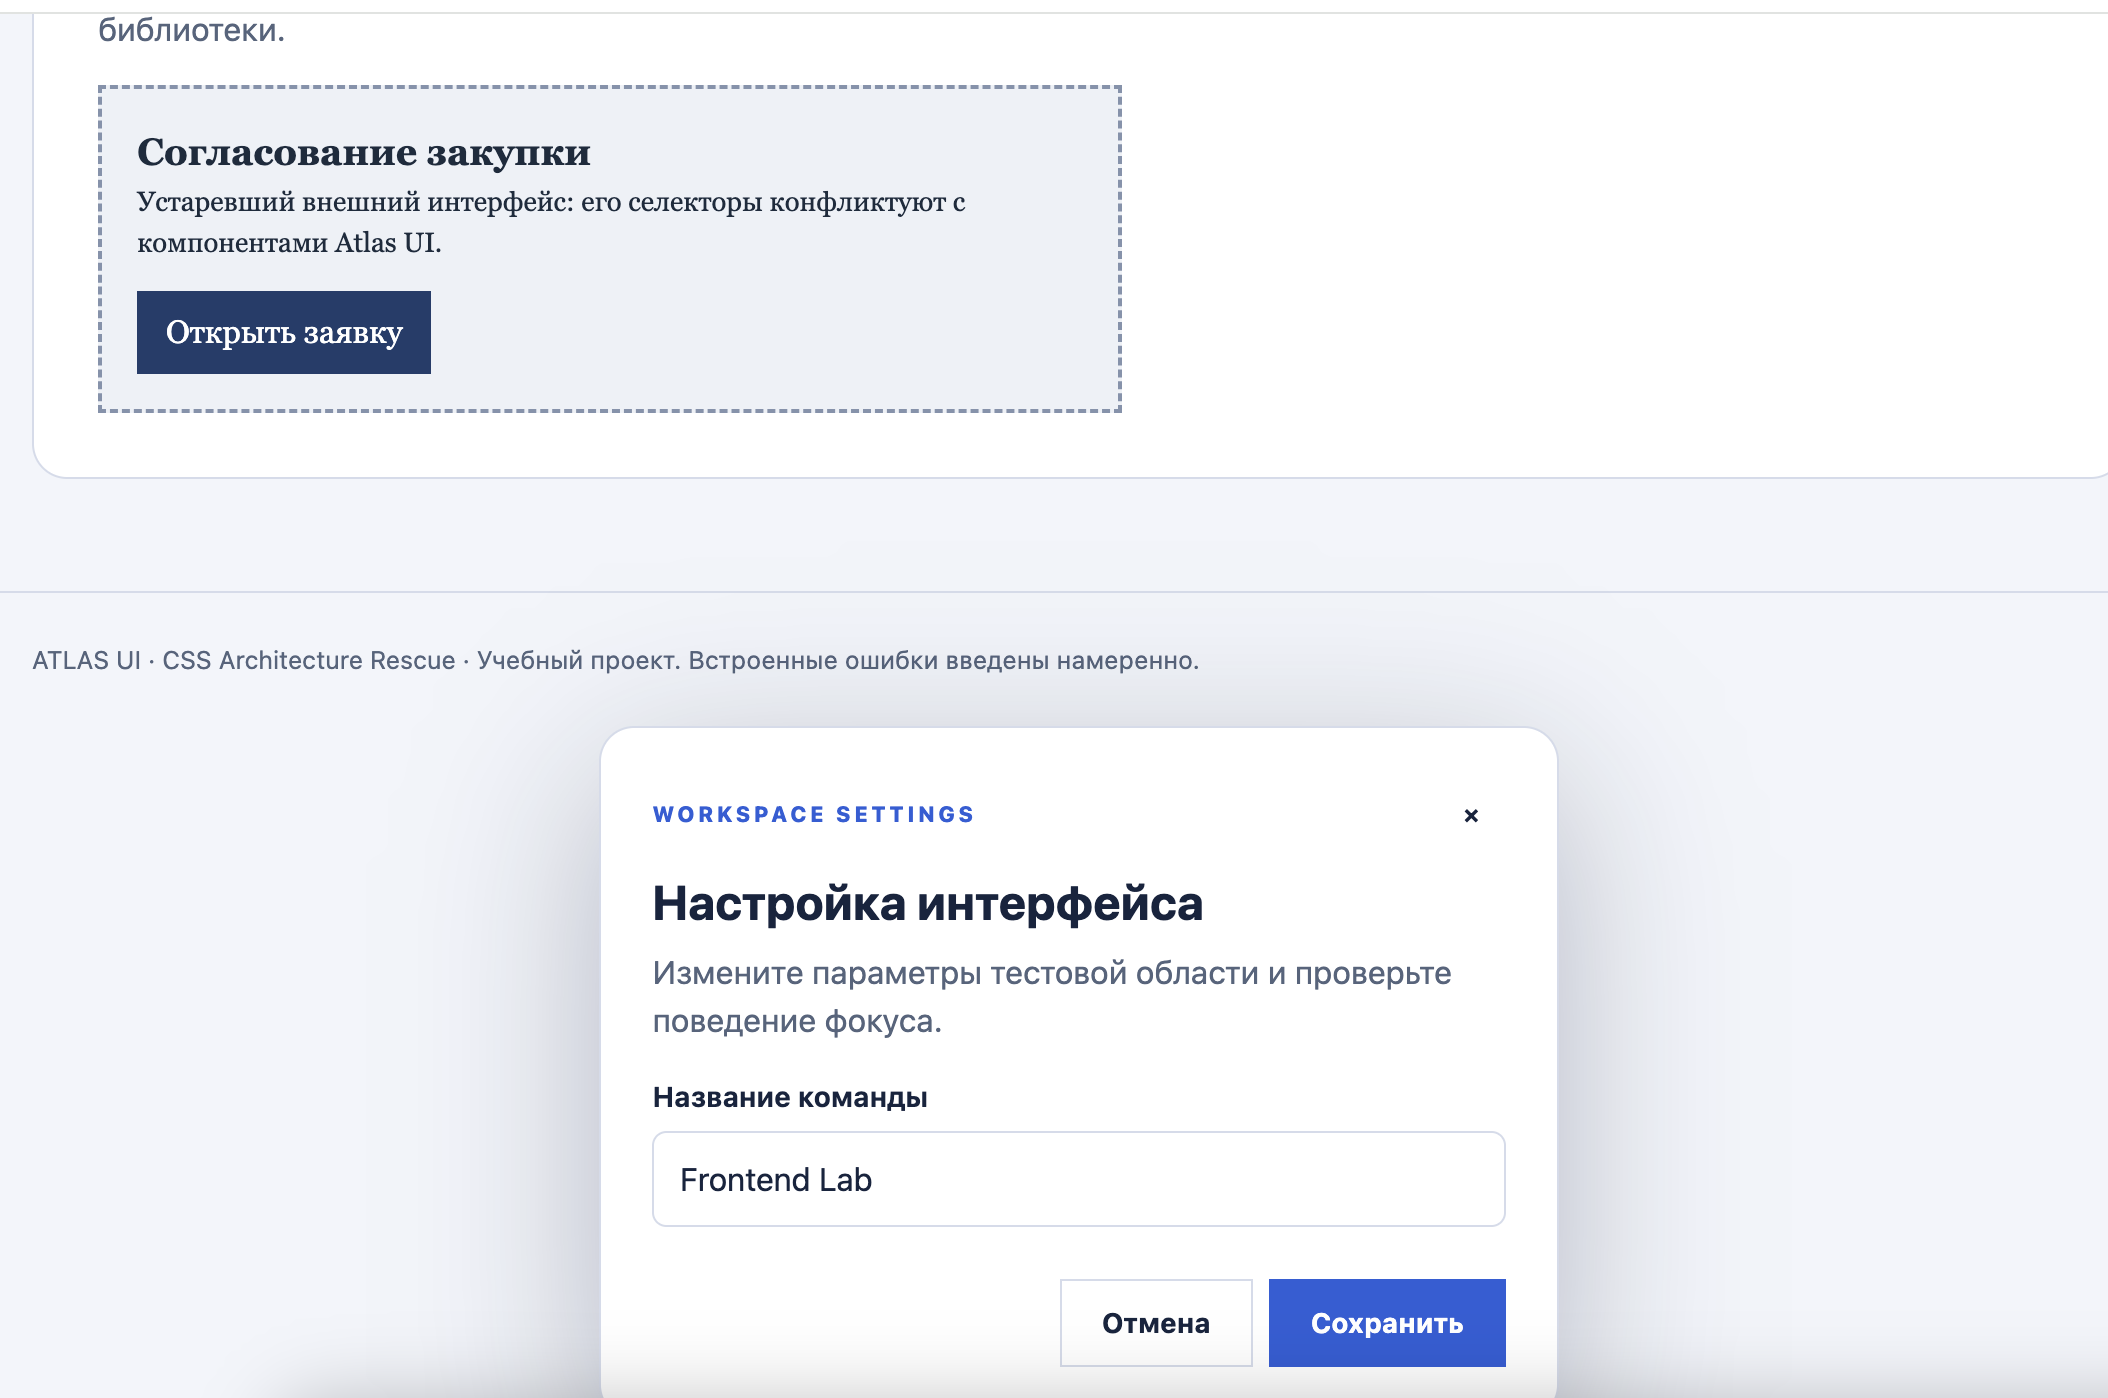 библиотеки.
Согласование закупки
Устаревший внешний интерфейс: его селекторы конфликтуют с
компонентами Atlas UI.
Открыть заявку
ATLAS UI · CSS Architecture Rescue · Учебный проект. Встроенные ошибки введены намеренно.
WORKSPACE SETTINGS ×
Настройка интерфейса
Измените параметры тестовой области и проверьте
поведение фокуса.
Название команды
Frontend Lab
Отмена Сохранить